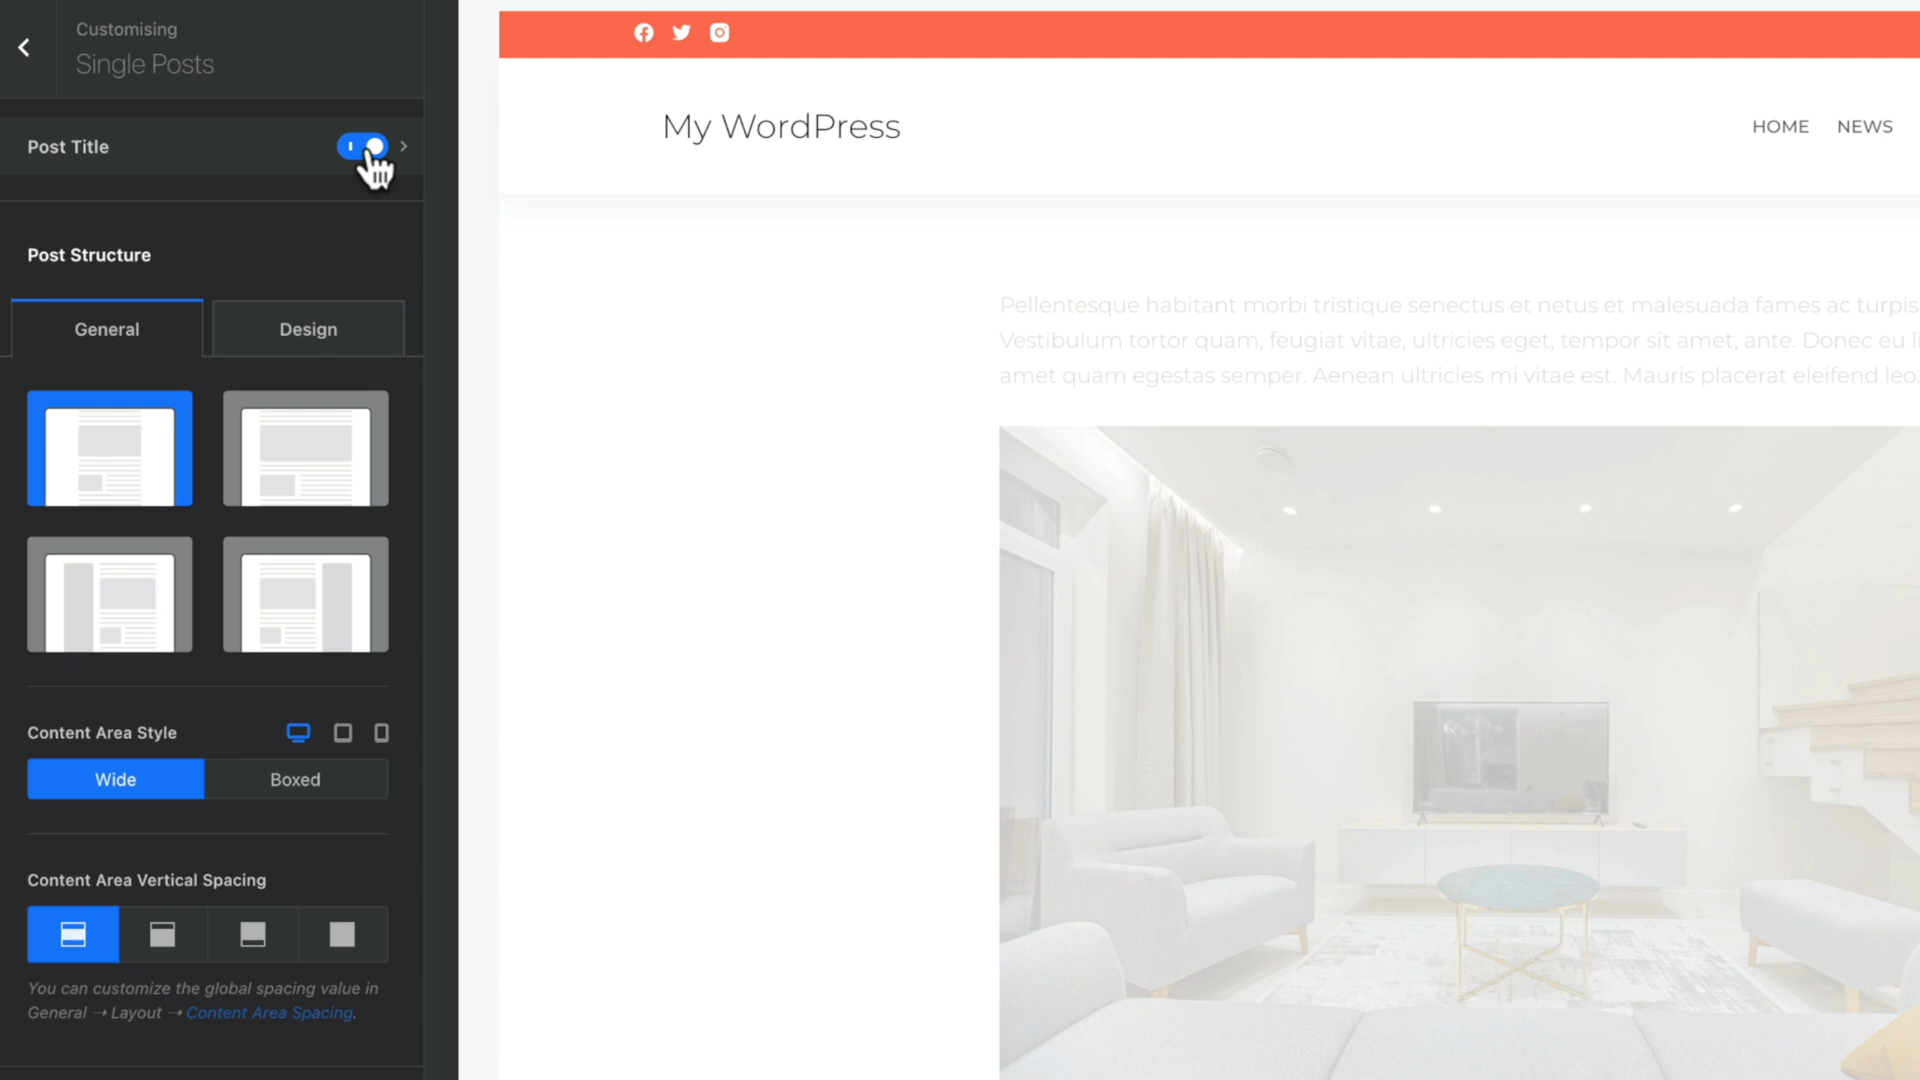 Customising
Single Posts
Post Title
Post Structure
General
Design
Content Area Style
Wide
Boxed
Content Area Vertical Spacing
You can customize the global spacing value in
General → Layout → Content Area Spacing.
My WordPress
HOME
NEWS
Pellentesque habitant morbi tristique senectus et netus et malesuada fames ac turpis
Vestibulum tortor quam, feugiat vitae, ultricies eget, tempor sit amet, ante. Donec eu
amet quam egestas semper. Aenean ultricies mi vitae est. Mauris placerat eleifend leo.